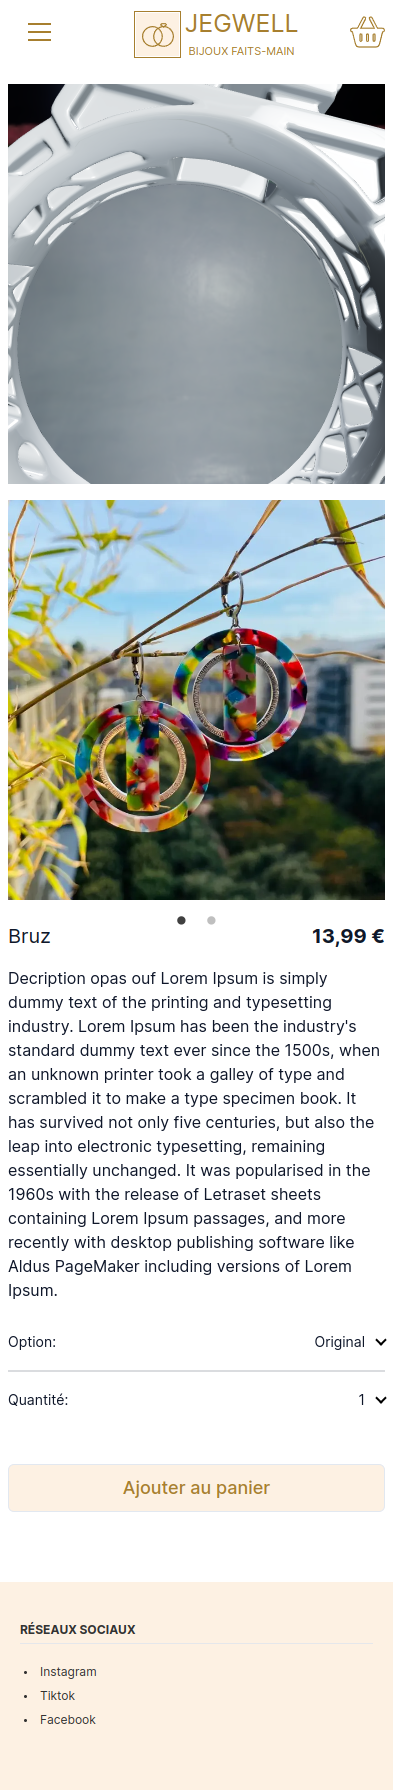 JEGWELL
BIJOUX FAITS-MAIN
Bruz
13,99 €
Decription opas ouf Lorem Ipsum is simply
dummy text of the printing and typesetting
industry. Lorem Ipsum has been the industry's
standard dummy text ever since the 1500s, when
an unknown printer took a galley of type and
scrambled it to make a type specimen book. It
has survived not only five centuries, but also the
leap into electronic typesetting, remaining
essentially unchanged. It was popularised in the
1960s with the release of Letraset sheets
containing Lorem Ipsum passages, and more
recently with desktop publishing software like
Aldus PageMaker including versions of Lorem
Ipsum.
Option:
Original
Quantité:
1
Ajouter au panier
RÉSEAUX SOCIAUX
Instagram
Tiktok
Facebook